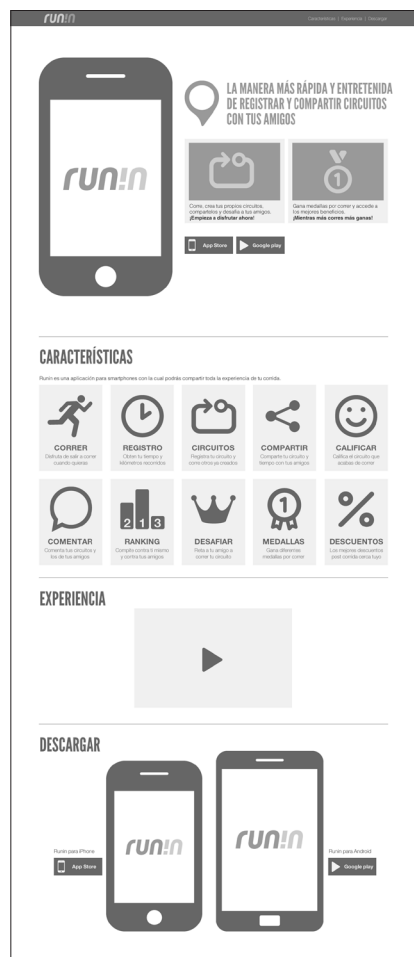 run!n
Características | Experiencia | Descargar
LA MANERA MÁS RÁPIDA Y ENTRETENIDA
DE REGISTRAR Y COMPARTIR CIRCUITOS
CON TUS AMIGOS
run!n
1
Corre, crea tus propios circuitos,
compártelos y desafía a tus amigos.
¡Empieza a disfrutar ahora!
Gana medallas por correr y accede a
los mejores beneficios.
¡Mientras más corres más ganas!
App Store
Google play
CARACTERÍSTICAS
Runin es una aplicación para smartphones con la cual podrás compartir toda la experiencia de tu corrida.
CORRER
Disfruta de salir a correr
cuando quieras
REGISTRO
Obten tu tiempo y
kilómetros recorridos
CIRCUITOS
Registra tu circuito y
corre otros ya creados
COMPARTIR
Comparte tu circuito y
tiempo con tus amigos
CALIFICAR
Califica el circuito que
acabas de correr
COMENTAR
Comenta tus circuitos y
los de tus amigos
2 1 3
RANKING
Compite contra ti mismo
y contra tus amigos
DESAFIAR
Reta a tu amigo a
correr tu circuito
1
MEDALLAS
Gana diferentes
medallas por correr
%
DESCUENTOS
Los mejores descuentos
post corrida cerca tuyo
EXPERIENCIA
DESCARGAR
Runin para iPhone
App Store
run!n
run!n
Runin para Android
Google play